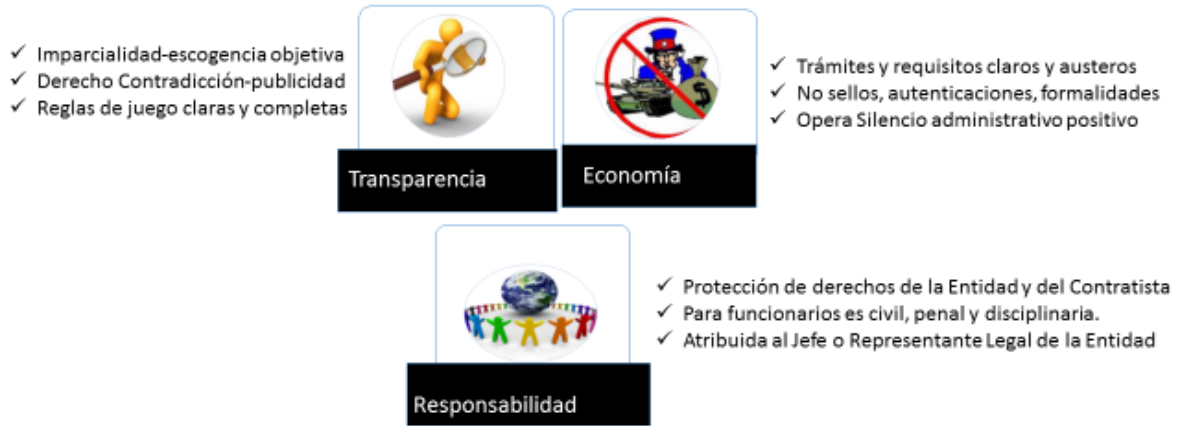 ✓ Imparcialidad-escogencia objetiva
✓ Derecho Contradicción-publicidad
✓ Reglas de juego claras y completas
Transparencia
$
Economía
✓ Trámites y requisitos claros y austeros
✓ No sellos, autenticaciones, formalidades
✓ Opera Silencio administrativo positivo
Responsabilidad
✓ Protección de derechos de la Entidad y del Contratista
✓ Para funcionarios es civil, penal y disciplinaria.
✓ Atribuida al Jefe o Representante Legal de la Entidad